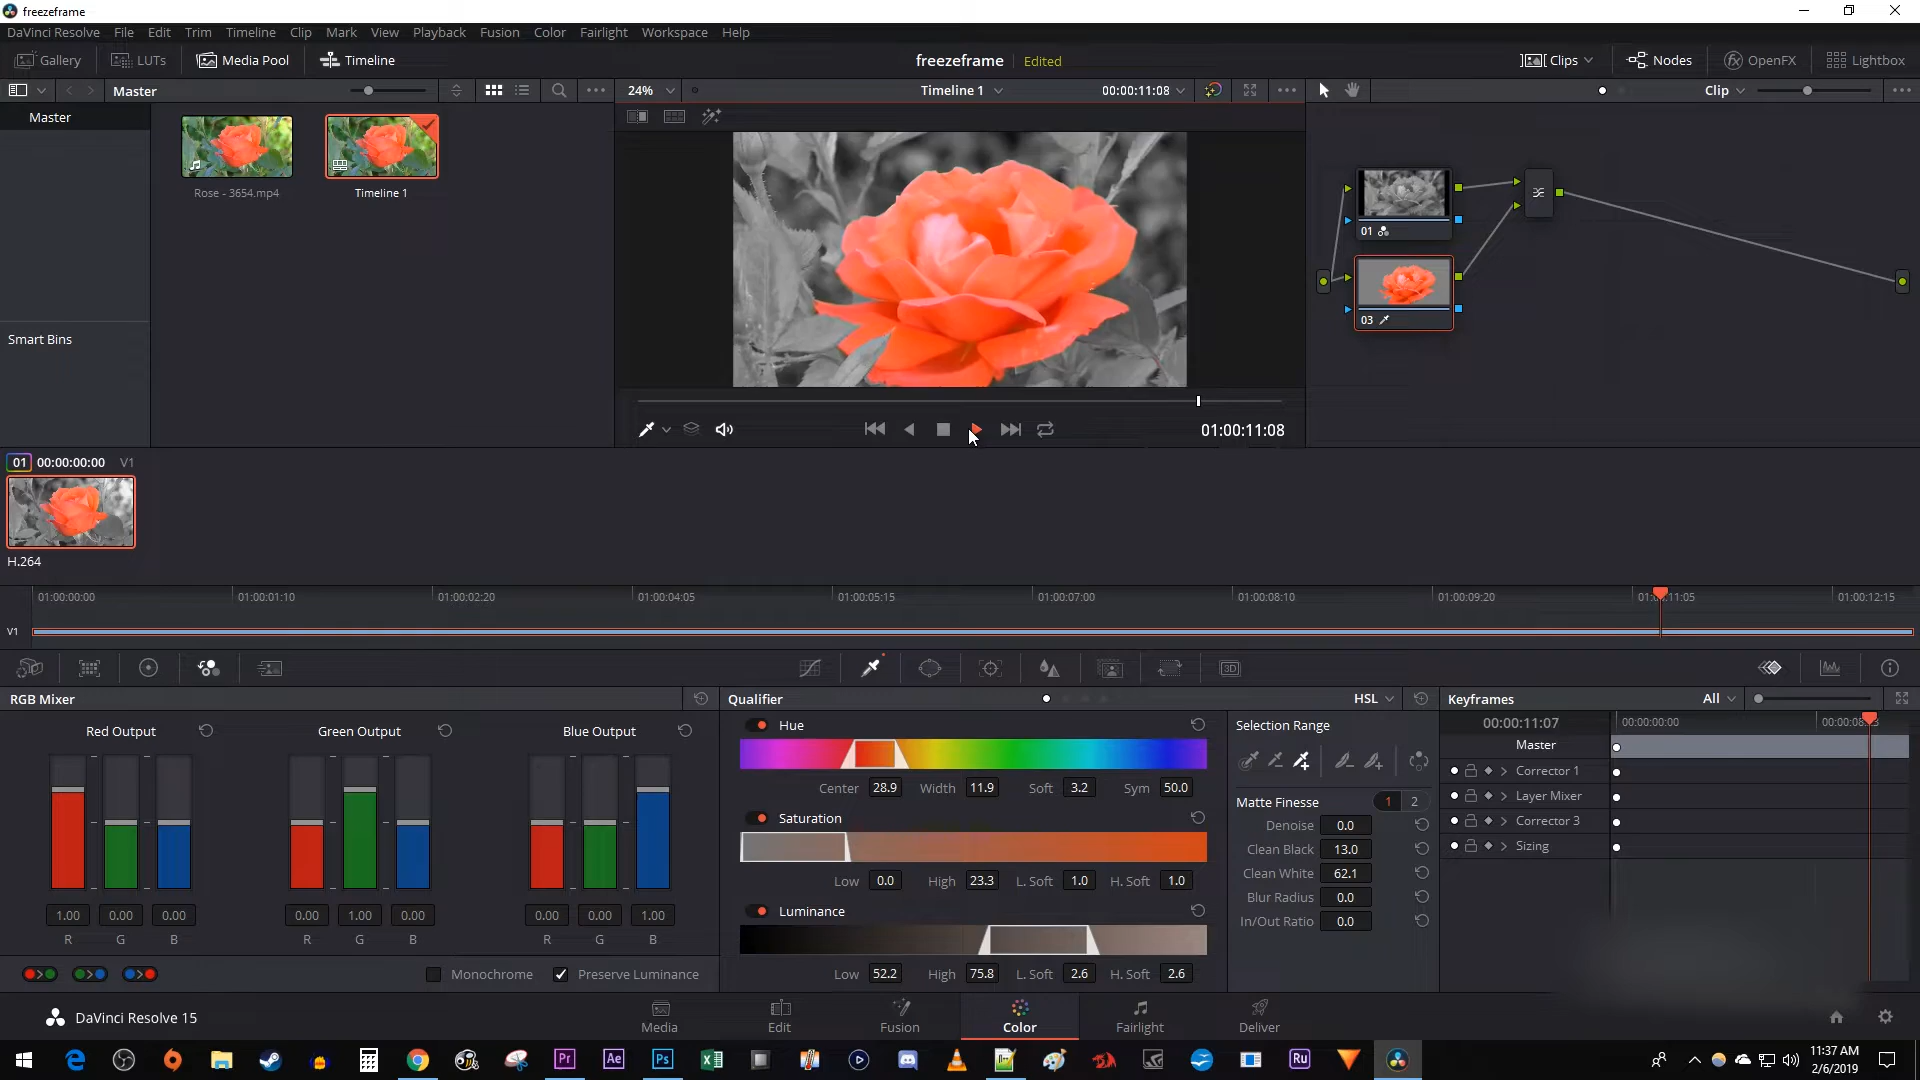 freezeframe
DaVinci Resolve File Edit Trim Timeline Clip Mark View Playback Fusion Color Fairlight Workspace Help
Gallery LUTs Media Pool Timeline freezeframe Edited Clips Nodes OpenFX Lightbox
Master 24% Timeline 1 00:00:11:08 Clip
Master
Rose - 3654.mp4 Timeline 1
01
03
Smart Bins
01:00:11:08
01 00:00:00:00 V1
H.264
01:00:00:00 01:00:01:10 01:00:02:20 01:00:04:05 01:00:05:15 01:00:07:00 01:00:08:10 01:00:09:20 01:00:11:05 01:00:12:15
V1
3D
RGB Mixer Qualifier HSL Keyframes All
Red Output Green Output Blue Output
Hue Selection Range 00:00:11:07 00:00:00:00
Master
Center 28.9 Width 11.9 Soft 3.2 Sym 50.0
Corrector 1
Layer Mixer
Corrector 3
Sizing
Saturation
Low 0.0 High 23.3 L. Soft 1.0 H. Soft 1.0
Luminance
Low 52.2 High 75.8 L. Soft 2.6 H. Soft 2.6
Matte Finesse 1 2
Denoise 0.0
Clean Black 13.0
Clean White 62.1
Blur Radius 0.0
In/Out Ratio 0.0
1.00 0.00 0.00 0.00 1.00 0.00 0.00 0.00 1.00
R G B R G B R G B
Monochrome Preserve Luminance
DaVinci Resolve 15
Media Edit Fusion Color Fairlight Deliver
Pr Ae Ps Ru
11:37 AM
2/6/2019